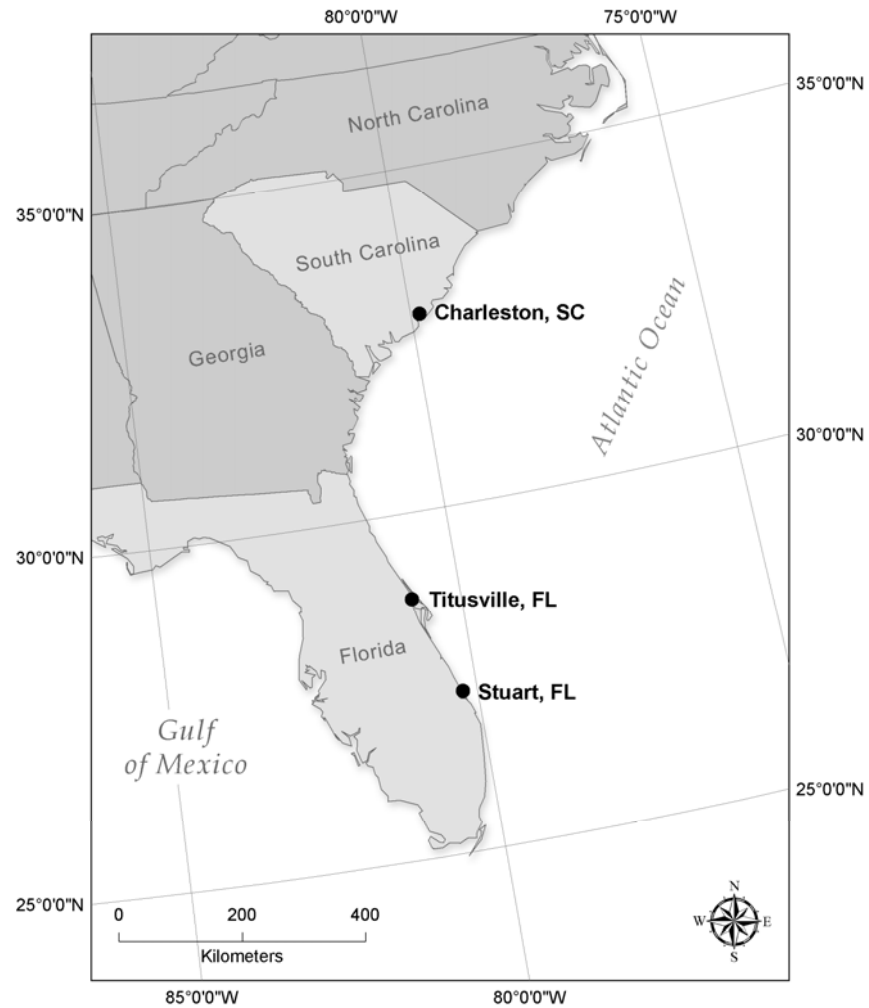 80°0'0"W
75°0'0"W
35°0'0"N
North Carolina
35°0'0"N
South Carolina
Charleston, SC
Atlantic Ocean
Georgia
30°0'0"N
30°0'0"N
Titusville, FL
Florida
Stuart, FL
Gulf
of Mexico
25°0'0"N
25°0'0"N
0 200 400
Kilometers
N
W E
S
85°0'0"W
80°0'0"W